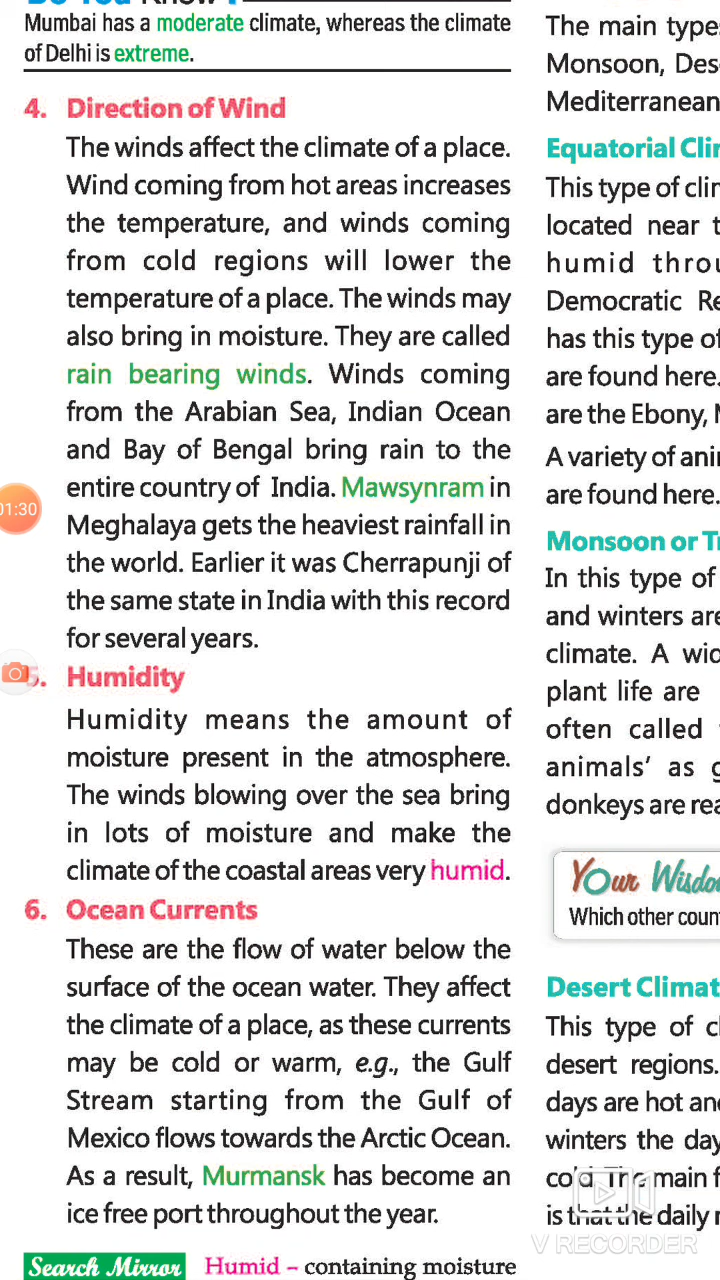 Do You Know?
Mumbai has a moderate climate, whereas the climate
of Delhi is extreme.
4. Direction of Wind
The winds affect the climate of a place.
Wind coming from hot areas increases
the temperature, and winds coming
from cold regions will lower the
temperature of a place. The winds may
also bring in moisture. They are called
rain bearing winds. Winds coming
from the Arabian Sea, Indian Ocean
and Bay of Bengal bring rain to the
entire country of India. Mawsynram in
Meghalaya gets the heaviest rainfall in
the world. Earlier it was Cherrapunji of
the same state in India with this record
for several years.
01:30
5. Humidity
Humidity means the amount of
moisture present in the atmosphere.
The winds blowing over the sea bring
in lots of moisture and make the
climate of the coastal areas very humid.
6. Ocean Currents
These are the flow of water below the
surface of the ocean water. They affect
the climate of a place, as these currents
may be cold or warm, e.g., the Gulf
Stream starting from the Gulf of
Mexico flows towards the Arctic Ocean.
As a result, Murmansk has become an
ice free port throughout the year.
Search Mirror Humid – containing moisture
The main type
Monsoon, Des
Mediterranean
Equatorial Cli
This type of cli
located near t
humid throu
Democratic Re
has this type of
are found here.
are the Ebony,
A variety of ani
are found here.
Monsoon or Tr
In this type of
and winters are
climate. A wid
plant life are
often called
animals' as g
donkeys are rea
Your Wisdo
Which other coun
Desert Climat
This type of cl
desert regions.
days are hot and
winters the day
cold. The main f
is that the daily
V RECORDER